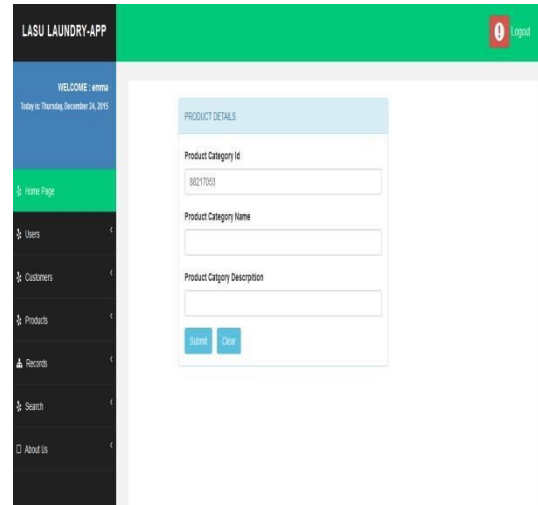 LASU LAUNDRY-APP
Logout
WELCOME : emma
Today is: Thursday, December 24, 2015
Home Page
Users
Customers
Products
Records
Search
About Us
PRODUCT DETAILS
Product Category Id
88217053
Product Category Name
Product Catgory Descrpition
Submit Clear